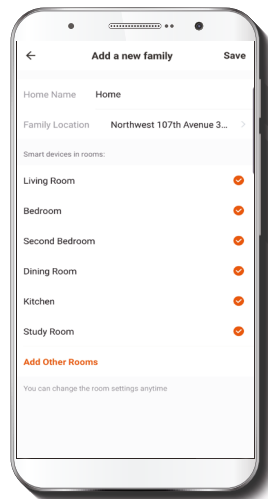 Add a new family Save
Home Name Home
Family Location Northwest 107th Avenue 3...
Smart devices in rooms:
Living Room
Bedroom
Second Bedroom
Dining Room
Kitchen
Study Room
Add Other Rooms
You can change the room settings anytime